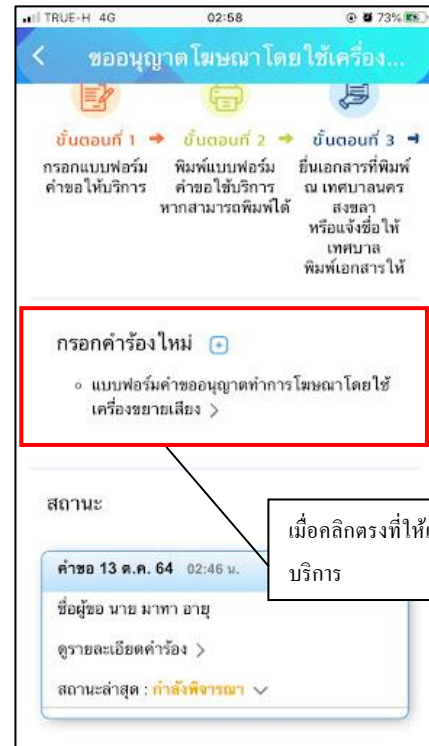 TRUE-H 4G 02:58 73%
ขออนุญาตโฆษณาโดยใช้เครื่อง...
ขั้นตอนที่ 1
กรอกแบบฟอร์ม
คำขอให้บริการ
ขั้นตอนที่ 2
พิมพ์แบบฟอร์ม
คำขอใช้บริการ
หากสามารถพิมพ์ได้
ขั้นตอนที่ 3
ยื่นเอกสารที่พิมพ์
ณ เทศบาลนคร
สงขลา
หรือแจ้งชื่อให้
เทศบาล
พิมพ์เอกสารให้
กรอกคำร้องใหม่
แบบฟอร์มคำขออนุญาตทำการโฆษณาโดยใช้
เครื่องขยายเสียง >
สถานะ
เมื่อคลิกตรงที่ให้
บริการ
คำขอ 13 ต.ค. 64 02:46 น.
ชื่อผู้ขอ นาย มาทา อายุ
ดูรายละเอียดคำร้อง >
สถานะล่าสุด : กำลังพิจารณา